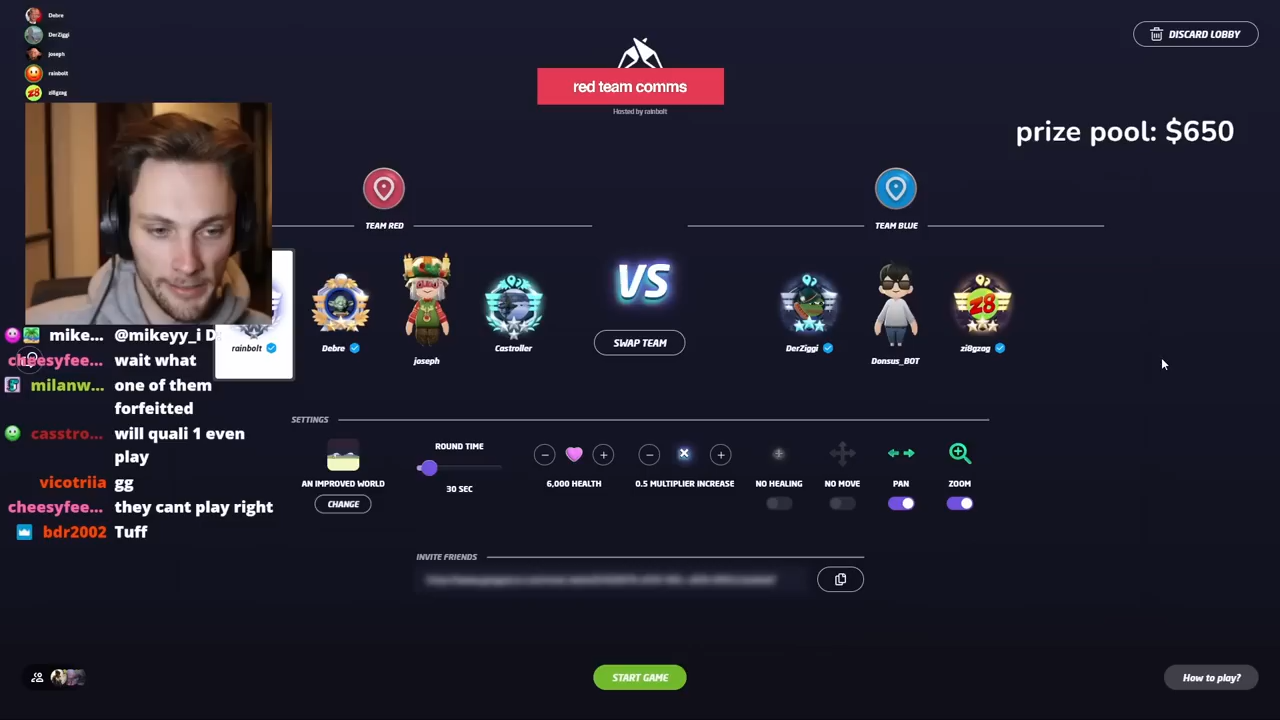 Debre
DerZiggi
joseph
rainbolt
zi8gzag
DISCARD LOBBY
red team comms
Hosted by rainbolt
prize pool: $650
TEAM RED
TEAM BLUE
VS
SWAP TEAM
rainbolt
Debre
joseph
Castroller
DerZiggi
Donsus_BOT
Z8
zi8gzag
mike... @mikeyy_i D
cheesyfee... wait what
milanw... one of them
forfeitted
casstro... will quali 1 even
play
vicotriia gg
cheesyfee... they cant play right
bdr2002 Tuff
SETTINGS
AN IMPROVED WORLD
CHANGE
ROUND TIME
30 SEC
6,000 HEALTH
0.5 MULTIPLIER INCREASE
NO HEALING
NO MOVE
PAN
ZOOM
INVITE FRIENDS
START GAME
How to play?